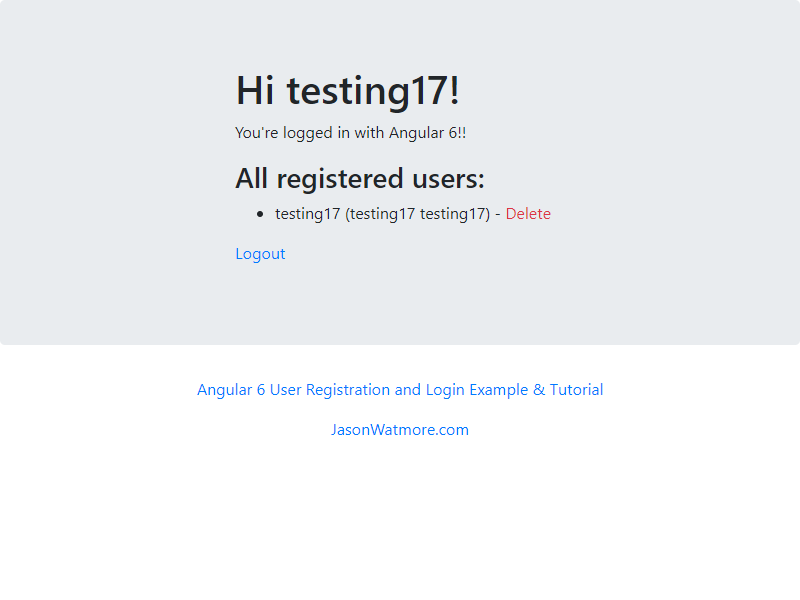 Hi testing17!
You're logged in with Angular 6!!
All registered users:
testing17 (testing17 testing17) - Delete
Logout
Angular 6 User Registration and Login Example & Tutorial
JasonWatmore.com